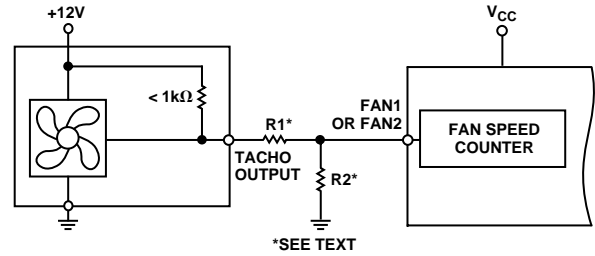 +12V
V_CC
< 1kΩ
FAN1
OR FAN2
R1*
FAN SPEED
COUNTER
TACHO
OUTPUT
R2*
*SEE TEXT